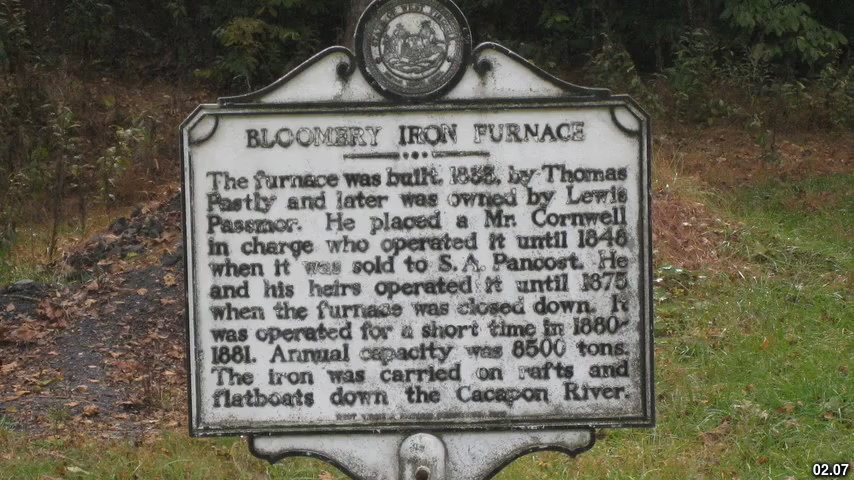 BLOOMERY IRON FURNACE
The furnace was built, 1833, by Thomas
Pastly and later was owned by Lewis
Passmor. He placed a Mr. Cornwell
in charge who operated it until 1848
when it was sold to S. A. Pancost. He
and his heirs operated it until 1875
when the furnace was closed down. It
was operated for a short time in 1880-
1881. Annual capacity was 8500 tons.
The iron was carried on rafts and
flatboats down the Cacapon River.
02.07